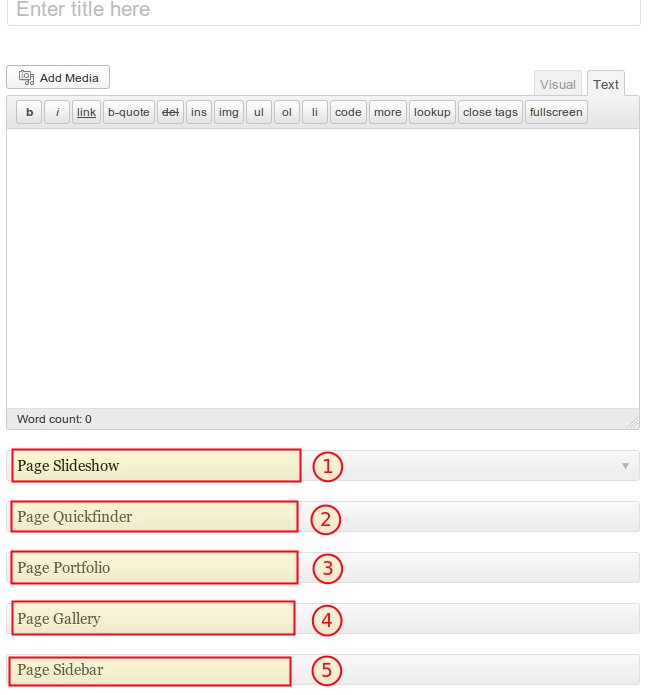 Enter title here
Add Media
Visual Text
b i link b-quote del ins img ul ol li code more lookup close tags fullscreen
Word count: 0
Page Slideshow 1
Page Quickfinder 2
Page Portfolio 3
Page Gallery 4
Page Sidebar 5